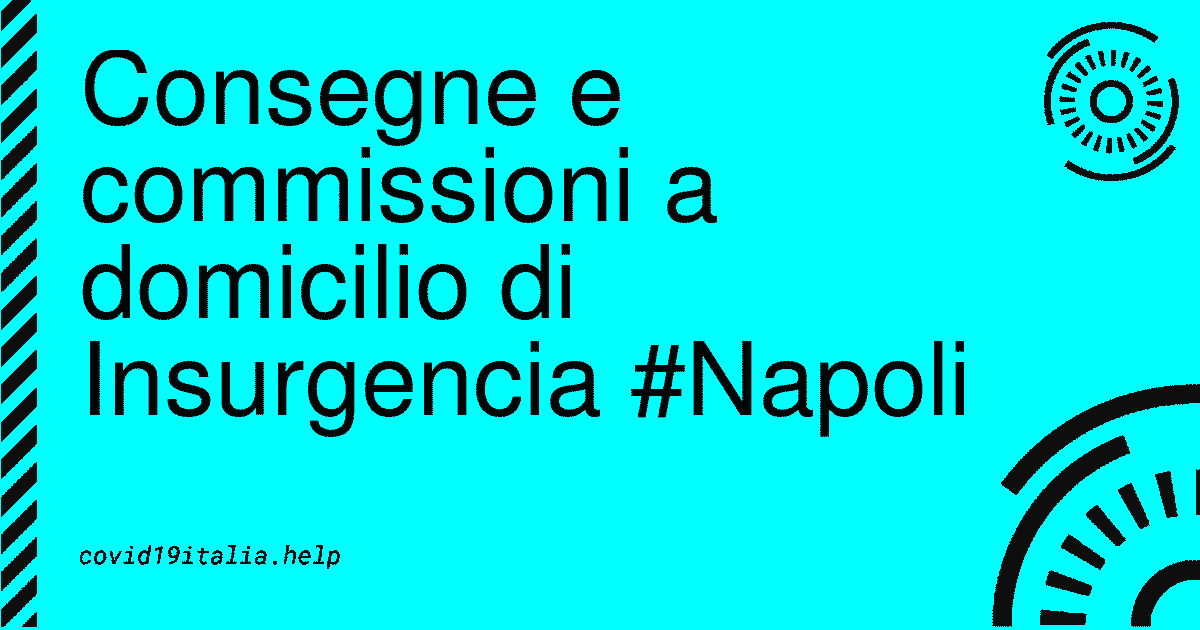 Consegne e
commissioni a
domicilio di
Insurgencia #Napoli
covid19italia.help